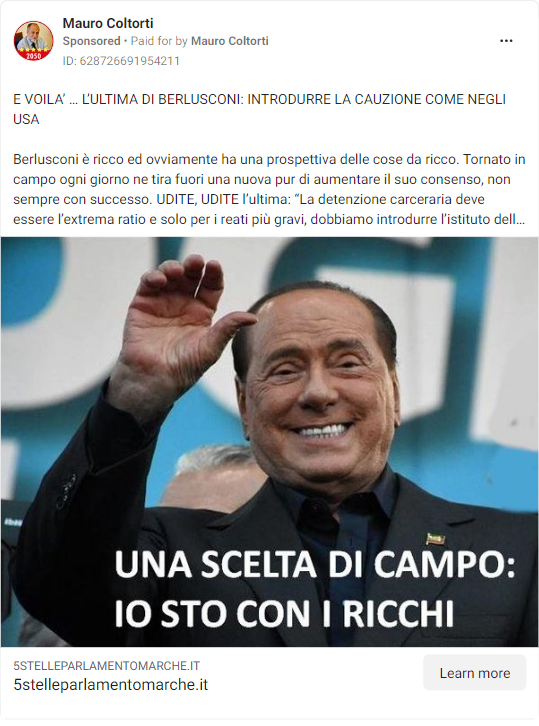 Mauro Coltorti
Sponsored • Paid for by Mauro Coltorti
ID: 628726691954211
E VOILA’ … L’ULTIMA DI BERLUSCONI: INTRODURRE LA CAUZIONE COME NEGLI
USA
Berlusconi è ricco ed ovviamente ha una prospettiva delle cose da ricco. Tornato in
campo ogni giorno ne tira fuori una nuova pur di aumentare il suo consenso, non
sempre con successo. UDITE, UDITE l’ultima: “La detenzione carceraria deve
essere l’extrema ratio e solo per i reati più gravi, dobbiamo introdurre l’istituto dell...
UNA SCELTA DI CAMPO:
IO STO CON I RICCHI
5STELLEPARLAMENTOMARCHE.IT
5stelleparlamentomarche.it
Learn more
2050